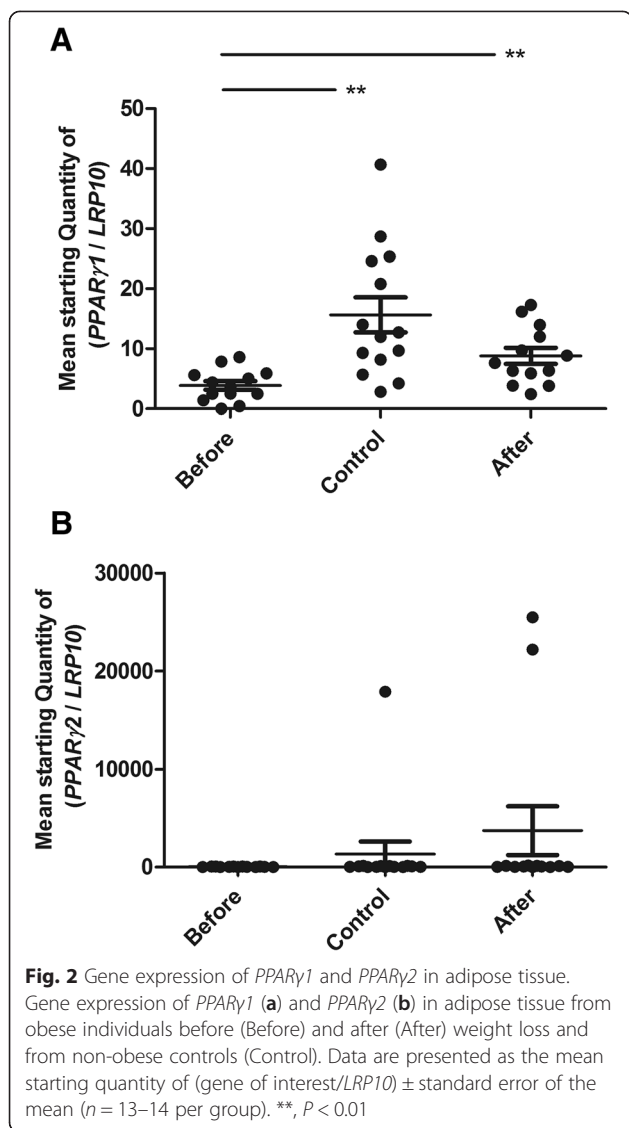 A
**
**
Mean starting Quantity of
(PPARγ1 / LRP10)
50
40
30
20
10
0
Before
Control
After
B
Mean starting Quantity of
(PPARγ2 / LRP10)
30000
20000
10000
0
Before
Control
After
Fig. 2 Gene expression of PPARγ1 and PPARγ2 in adipose tissue.
Gene expression of PPARγ1 (a) and PPARγ2 (b) in adipose tissue from
obese individuals before (Before) and after (After) weight loss and
from non-obese controls (Control). Data are presented as the mean
starting quantity of (gene of interest/LRP10) ± standard error of the
mean (n = 13–14 per group). **, P < 0.01